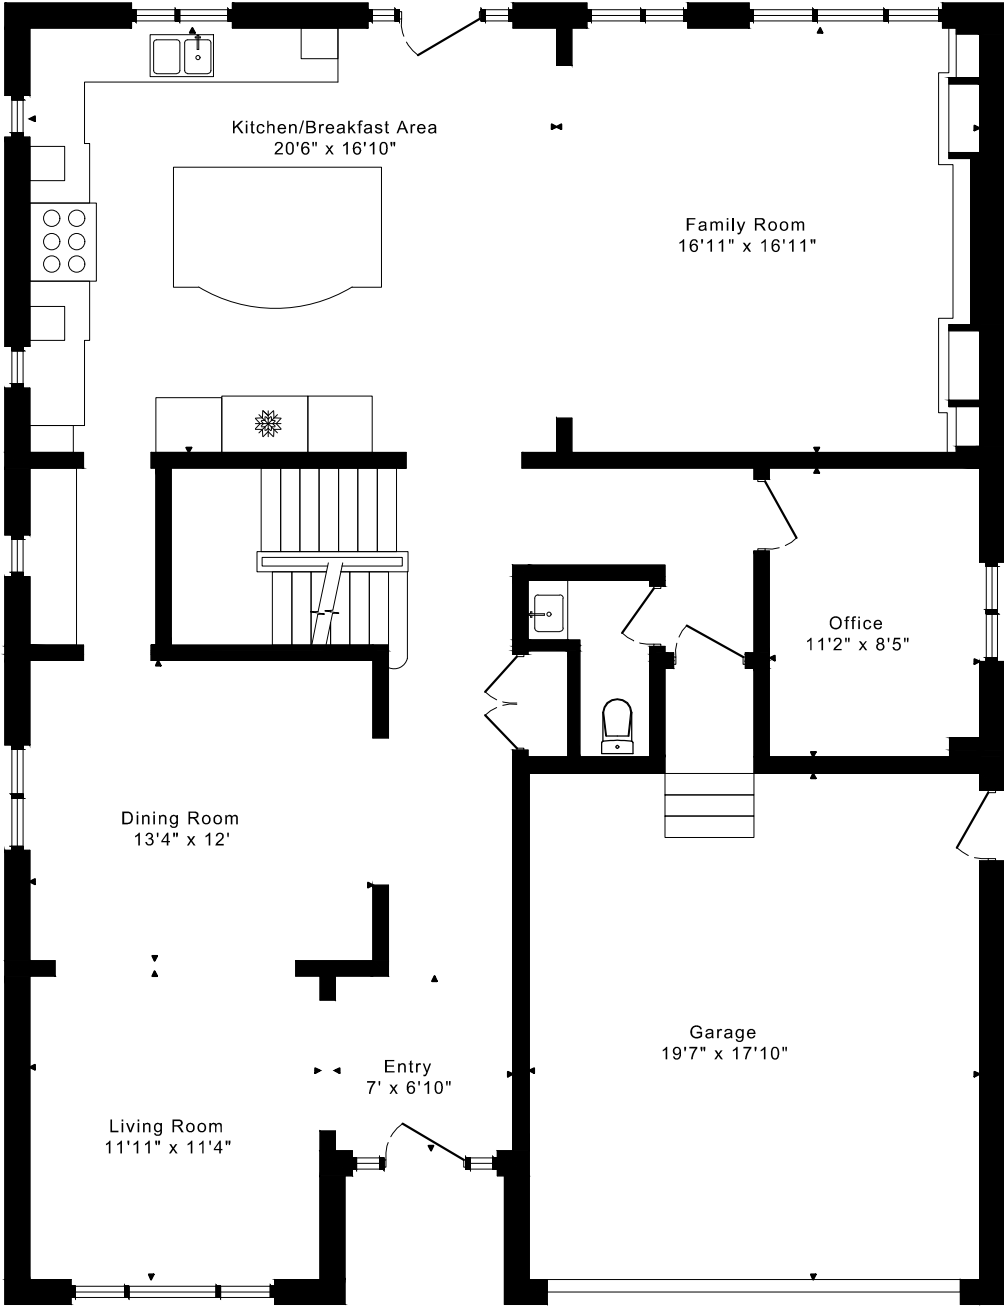 Kitchen/Breakfast Area
20'6" x 16'10"
Family Room
16'11" x 16'11"
Office
11'2" x 8'5"
Dining Room
13'4" x 12'
Garage
19'7" x 17'10"
Entry
7' x 6'10"
Living Room
11'11" x 11'4"